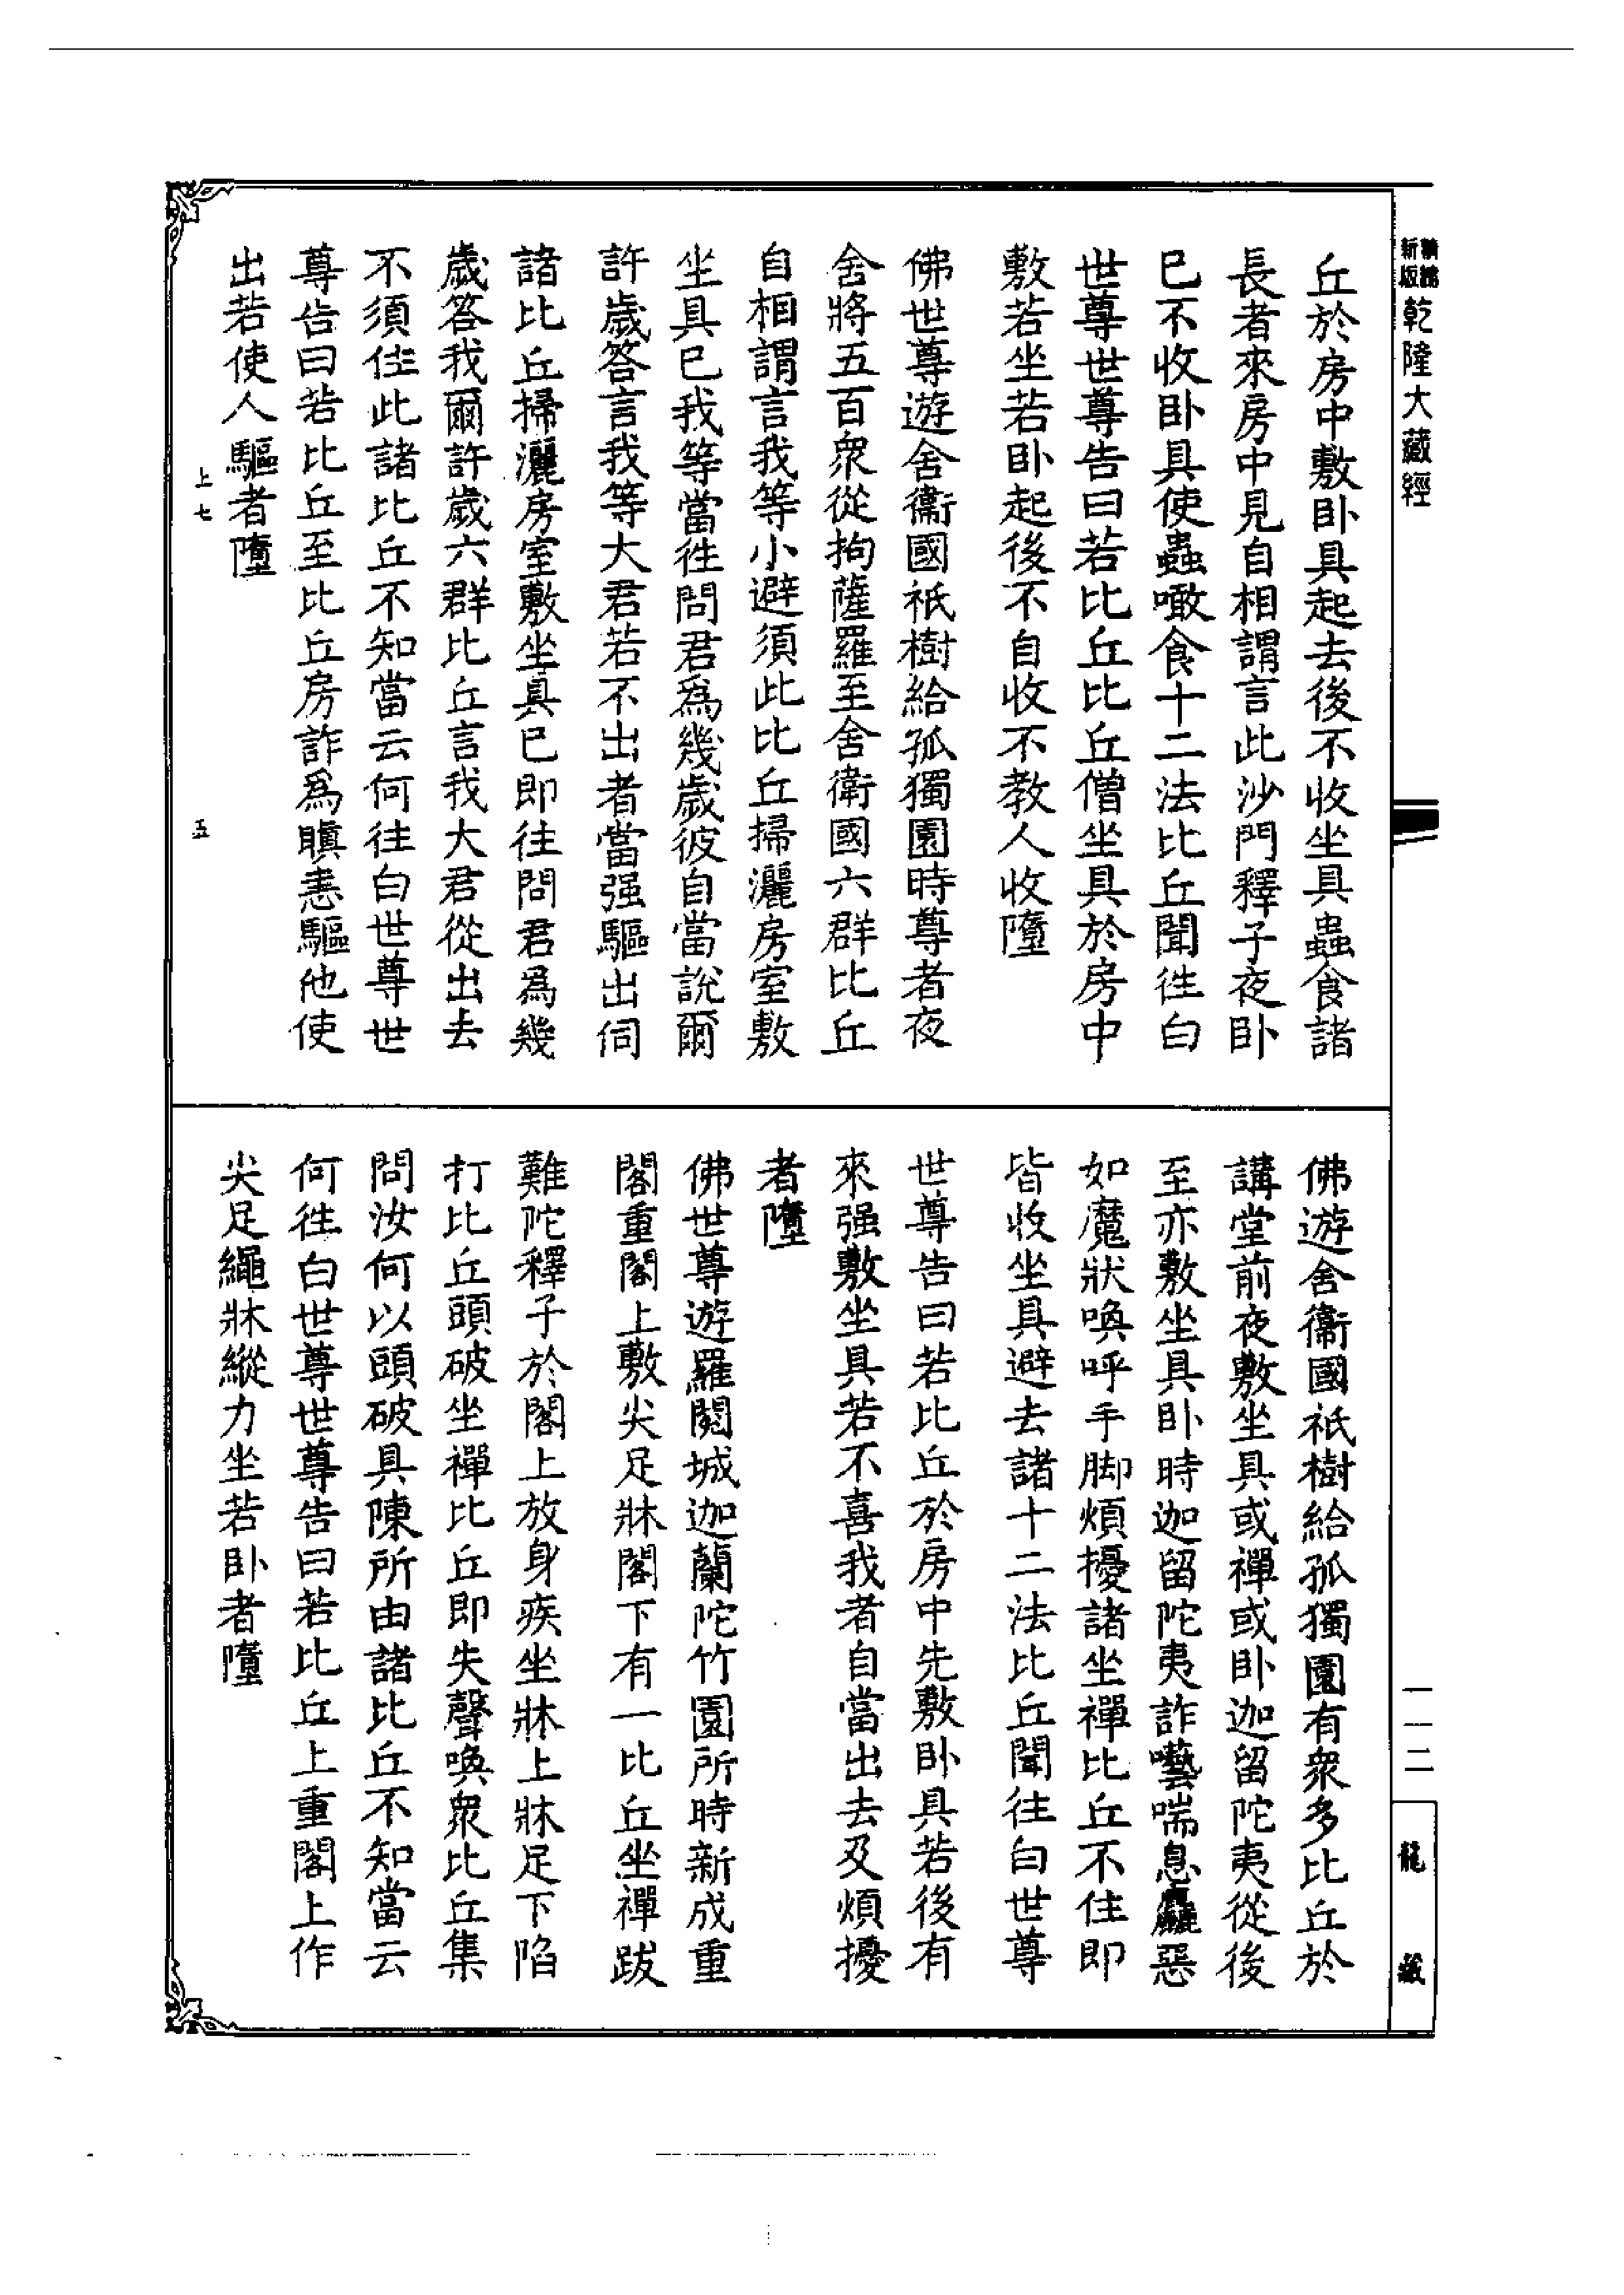 新版
乾隆大藏經
丘於房中敷卧具起去後不收坐具蟲食諸
長者來房中見自相謂言此沙門釋子夜卧
已不收卧具使蟲噉食十二法比丘聞往白
世尊世尊告曰若比丘比丘僧坐具於房中
敷若坐若卧起後不自收不教人收墮
佛世尊遊舍衞國祇樹給孤獨園時尊者夜
舍將五百衆從拘薩羅至舍衛國六群比丘
自相謂言我等小避須此比丘掃灑房室敷
坐具已我等當往問君爲幾歲彼自當說爾
許歲答言我等大君若不出者當强驅出伺
諸比丘掃灑房室敷坐具已即往問君爲幾
歲答我爾許歲六群比丘言我大君從出去
不須住此諸比丘不知當云何往白世尊世
尊告曰若比丘至比丘房詐爲瞋恚驅他使
出若使人驅者墮
上七
五
佛遊舍衞國祇樹給孤獨園有衆多比丘於
講堂前夜敷坐具或禪或卧迦留陀夷從後
至亦敷坐具卧時迦留陀夷詐囈喘息麤惡
如魔狀喚呼手脚煩擾諸坐禪比丘不住即
皆收坐具避去諸十二法比丘聞往白世尊
世尊告曰若比丘於房中先敷卧具若後有
來强敷坐具若不喜我者自當出去及煩擾
者墮
佛世尊遊羅閱城迦蘭陀竹園所時新成重
閣重閣上敷尖足牀閣下有一比丘坐禪跋
難陀釋子於閣上放身疾坐牀上牀足下陷
打比丘頭破坐禪比丘即失聲喚衆比丘集
問汝何以頭破具陳所由諸比丘不知當云
何往白世尊世尊告曰若比丘上重閣上作
尖足繩牀縱力坐若卧者墮
一一二
龍藏